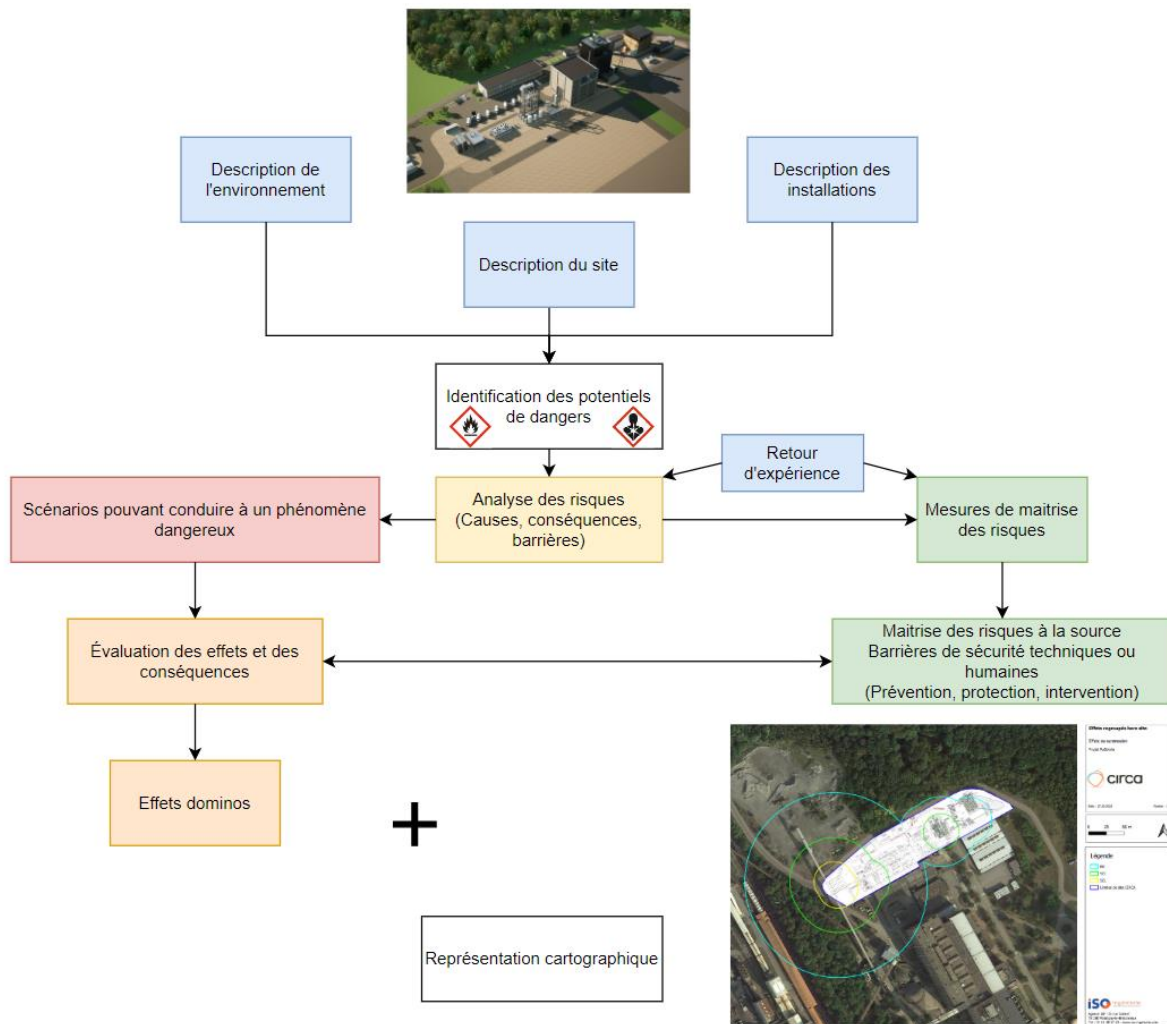 Description de
l'environnement
Description des
installations
Description du site
Identification des potentiels
de dangers
Retour
d'expérience
Scénarios pouvant conduire à un phénomène
dangereux
Analyse des risques
(Causes, conséquences,
barrières)
Mesures de maitrise
des risques
Évaluation des effets et des
conséquences
Maitrise des risques à la source
Barrières de sécurité techniques ou
humaines
(Prévention, protection, intervention)
Effets dominos
+
Représentation cartographique
CIRCA
Légende
iso